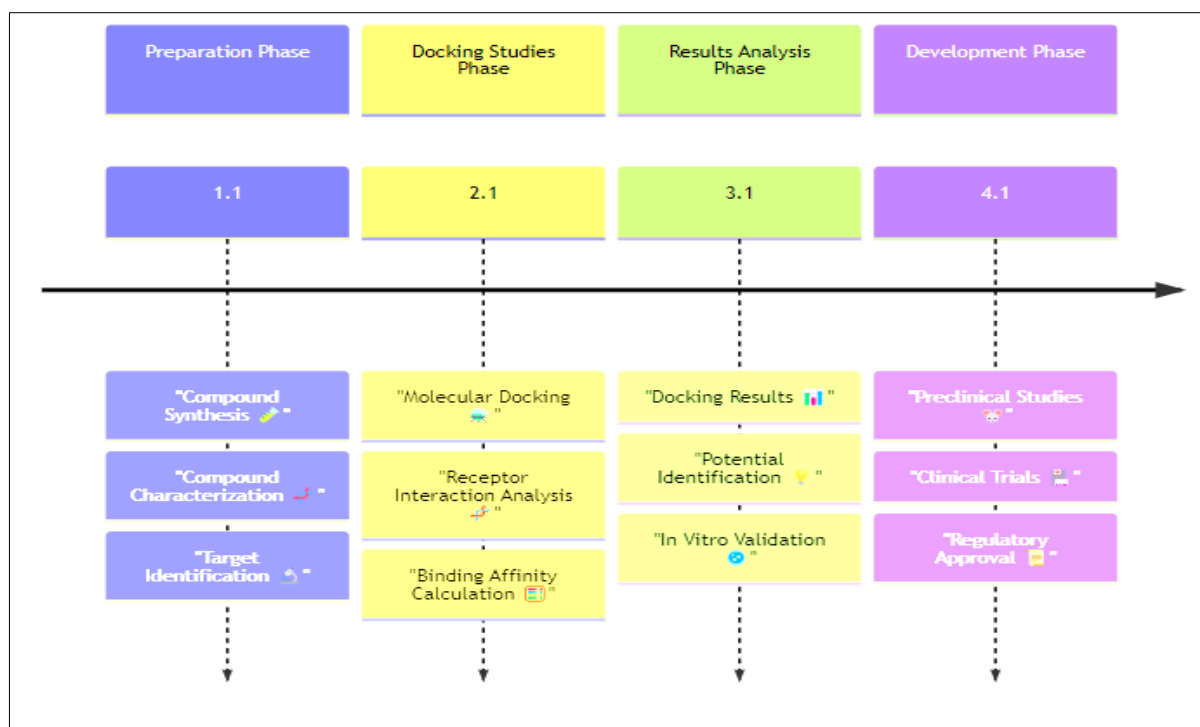 Preparation Phase
Docking Studies
Phase
Results Analysis
Phase
Development Phase
1.1
2.1
3.1
4.1
"Compound
Synthesis 🧪"
"Compound
Characterization "
"Target
Identification 🔬"
"Molecular Docking
"
"Receptor
Interaction Analysis
🧬"
"Binding Affinity
Calculation 🧮"
"Docking Results 📊"
"Potential
Identification 💡"
"In Vitro Validation
🧫"
"Preclinical Studies
🐭"
"Clinical Trials 🏥"
"Regulatory
Approval 📜"